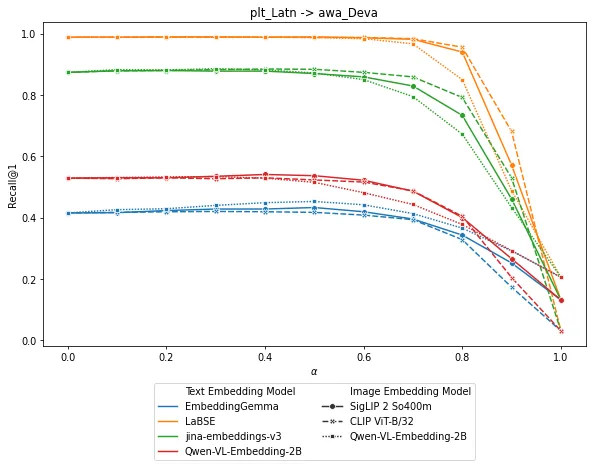 plt_Latn -> awa_Deva
1.0
0.8
0.6
0.4
0.2
0.0
Recall@1
0.0 0.2 0.4 0.6 0.8 1.0
α
Text Embedding Model
EmbeddingGemma
LaBSE
jina-embeddings-v3
Qwen-VL-Embedding-2B
Image Embedding Model
SigLIP 2 So400m
CLIP ViT-B/32
Qwen-VL-Embedding-2B